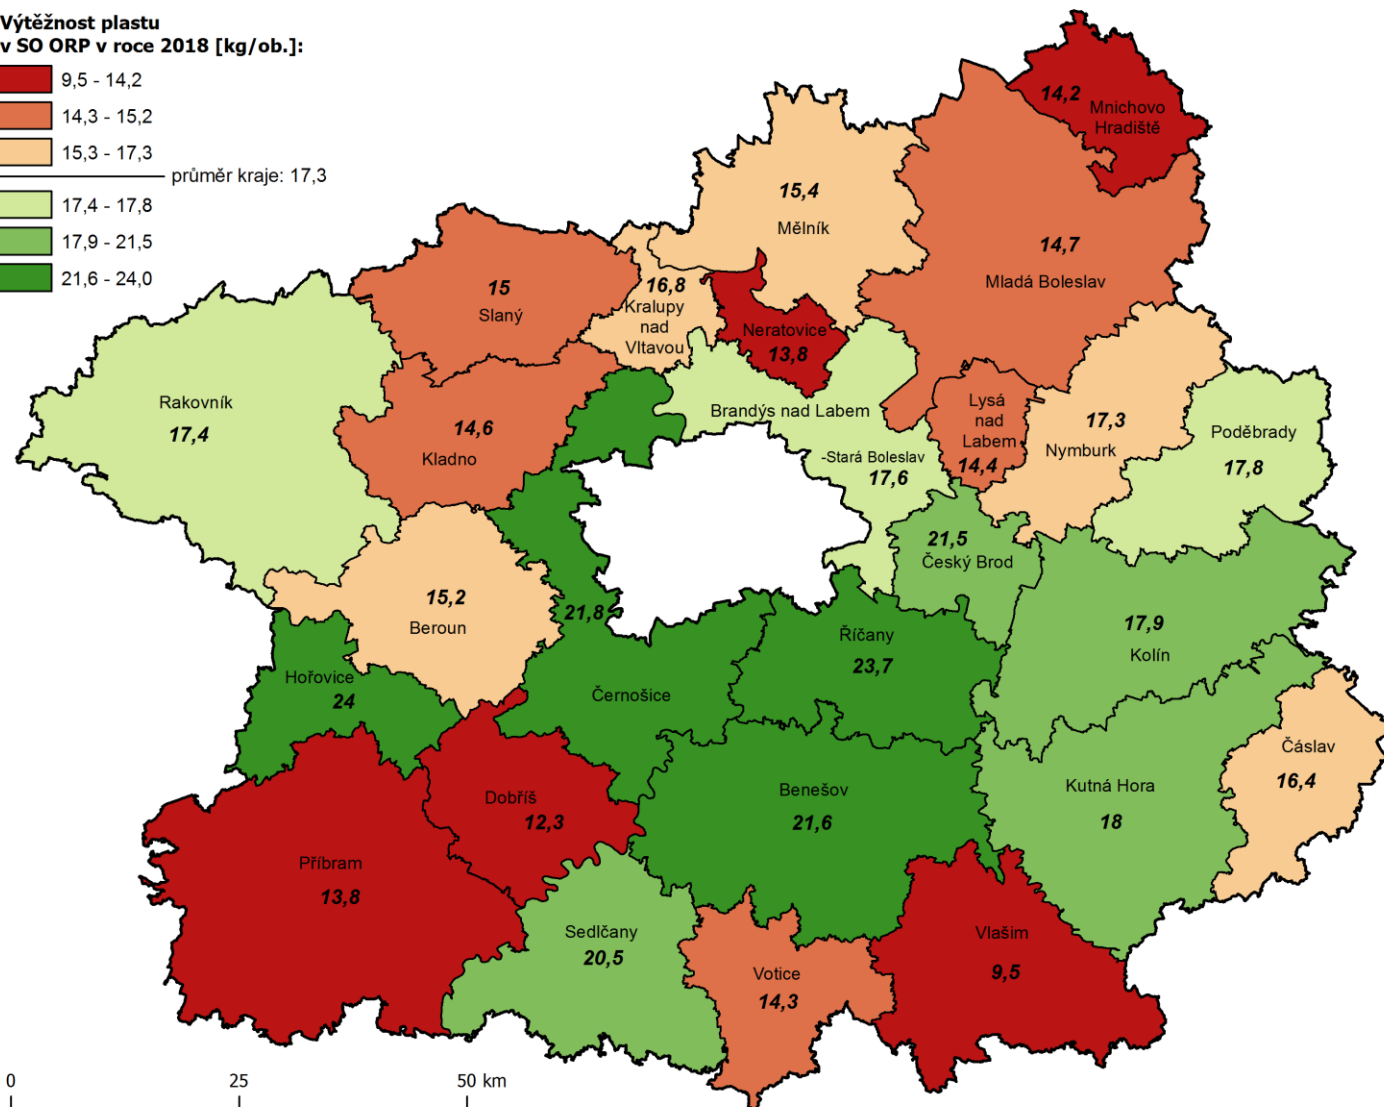 Výtěžnost plastu
v SO ORP v roce 2018 [kg/ob.]:
9,5 - 14,2
14,3 - 15,2
15,3 - 17,3
průměr kraje: 17,3
17,4 - 17,8
17,9 - 21,5
21,6 - 24,0
14,2
Mnichovo
Hradiště
15,4
Mělník
14,7
Mladá Boleslav
15
Slaný
16,8
Kralupy
nad
Vltavou
Neratovice
13,8
Rakovník
17,4
14,6
Kladno
Brandýs nad Labem
-Stará Boleslav
17,6
Lysá
nad
Labem
14,4
17,3
Nymburk
Poděbrady
17,8
21,5
Český Brod
15,2
Beroun
21,8
Černošice
Říčany
23,7
17,9
Kolín
Hořovice
24
Čáslav
16,4
Dobříš
12,3
Benešov
21,6
Kutná Hora
18
Příbram
13,8
Sedlčany
20,5
Votice
14,3
Vlašim
9,5
0 25 50 km